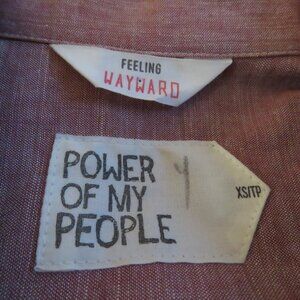 FEELING
WAYWARD
POWER
OF MY
PEOPLE
XS/TP